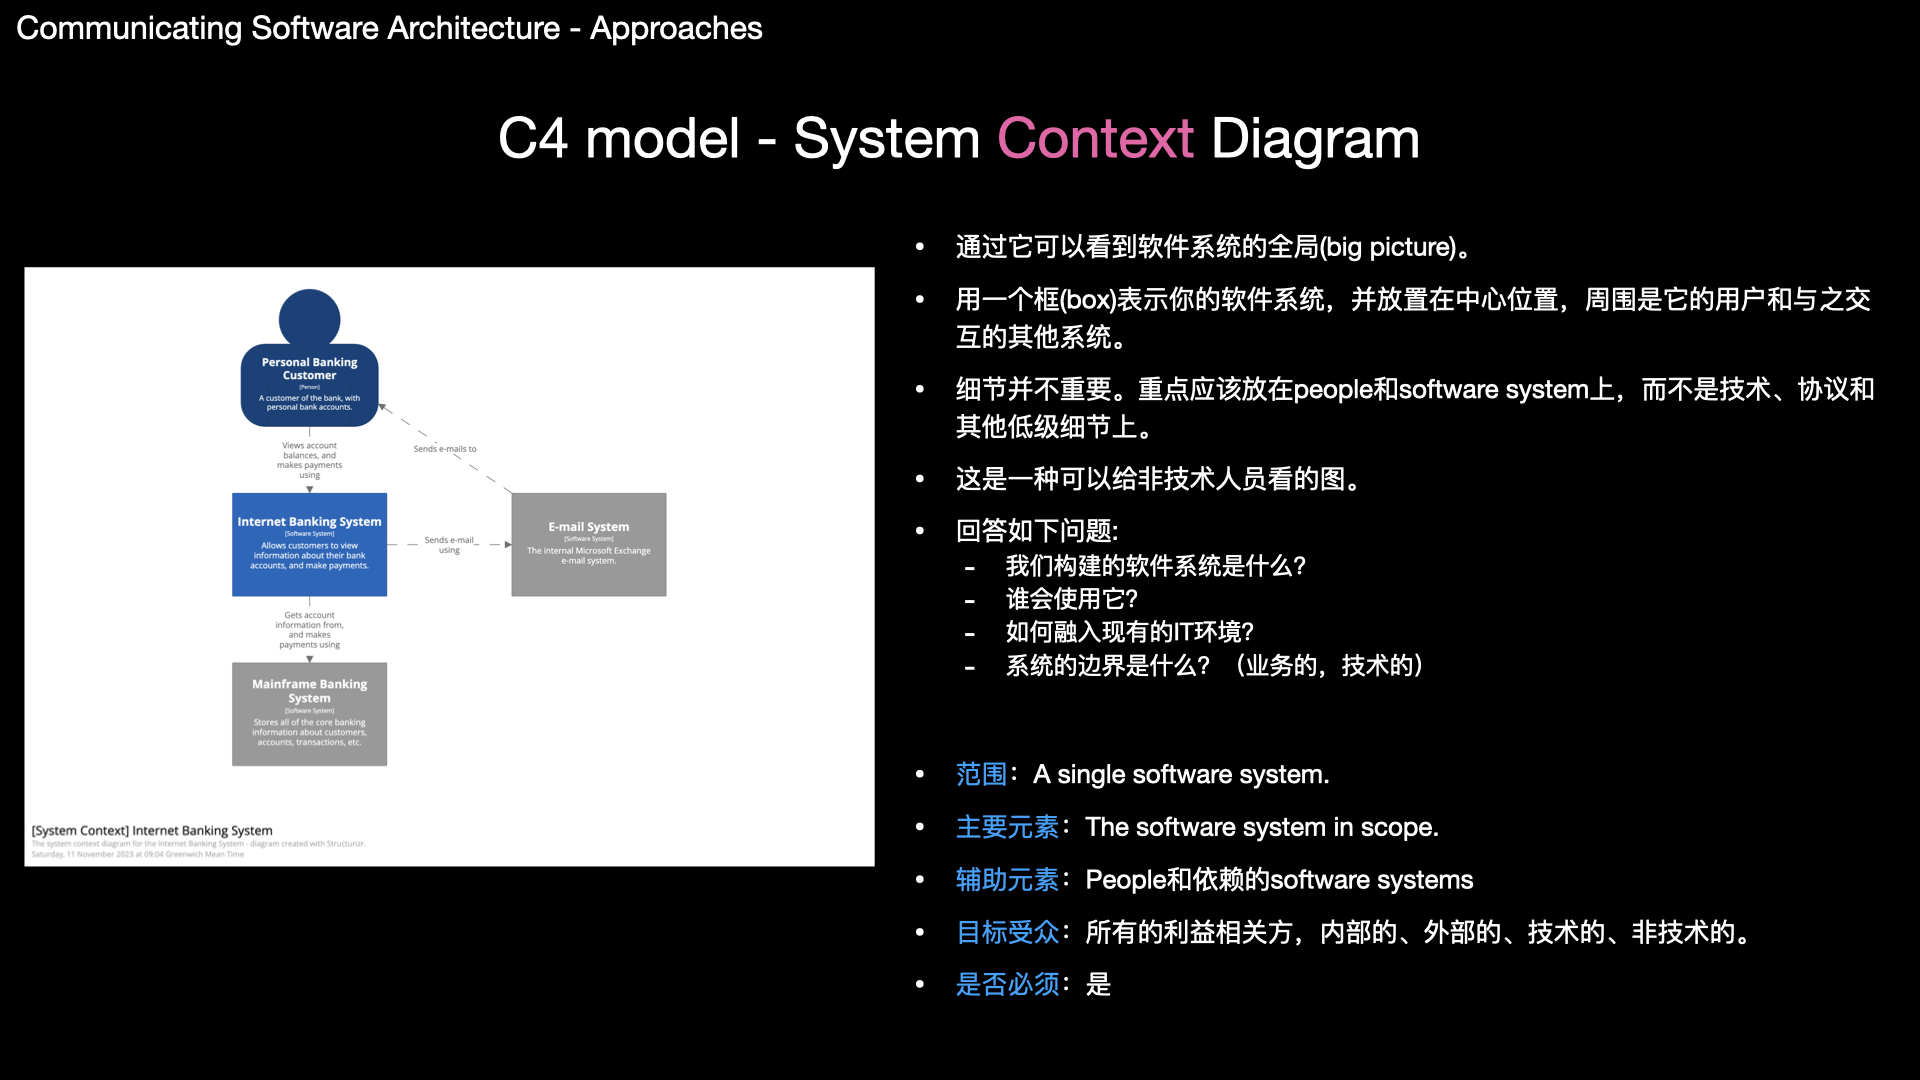 Communicating Software Architecture - Approaches
C4 model - System Context Diagram
Personal Banking
Customer
[Person]
A customer of the bank, with
personal bank accounts.
Views account
balances, and
makes payments
using
Sends e-mails to
Internet Banking System
[Software System]
Allows customers to view
information about their bank
accounts, and make payments.
Sends e-mail
using
E-mail System
[Software System]
The internal Microsoft Exchange
e-mail system.
Gets account
information from,
and makes
payments using
Mainframe Banking
System
[Software System]
Stores all of the core banking
information about customers,
accounts, transactions, etc.
[System Context] Internet Banking System
The system context diagram for the Internet Banking System - diagram created with Structurizr.
Saturday, 11 November 2023 at 09:04 Greenwich Mean Time
• 通过它可以看到软件系统的全局(big picture)。
• 用一个框(box)表示你的软件系统，并放置在中心位置，周围是它的用户和与之交
互的其他系统。
• 细节并不重要。重点应该放在people和software system上，而不是技术、协议和
其他低级细节上。
• 这是一种可以给非技术人员看的图。
• 回答如下问题:
- 我们构建的软件系统是什么?
- 谁会使用它?
- 如何融入现有的IT环境?
- 系统的边界是什么? （业务的，技术的）
• 范围：A single software system.
• 主要元素：The software system in scope.
• 辅助元素：People和依赖的software systems
• 目标受众：所有的利益相关方，内部的、外部的、技术的、非技术的。
• 是否必须：是